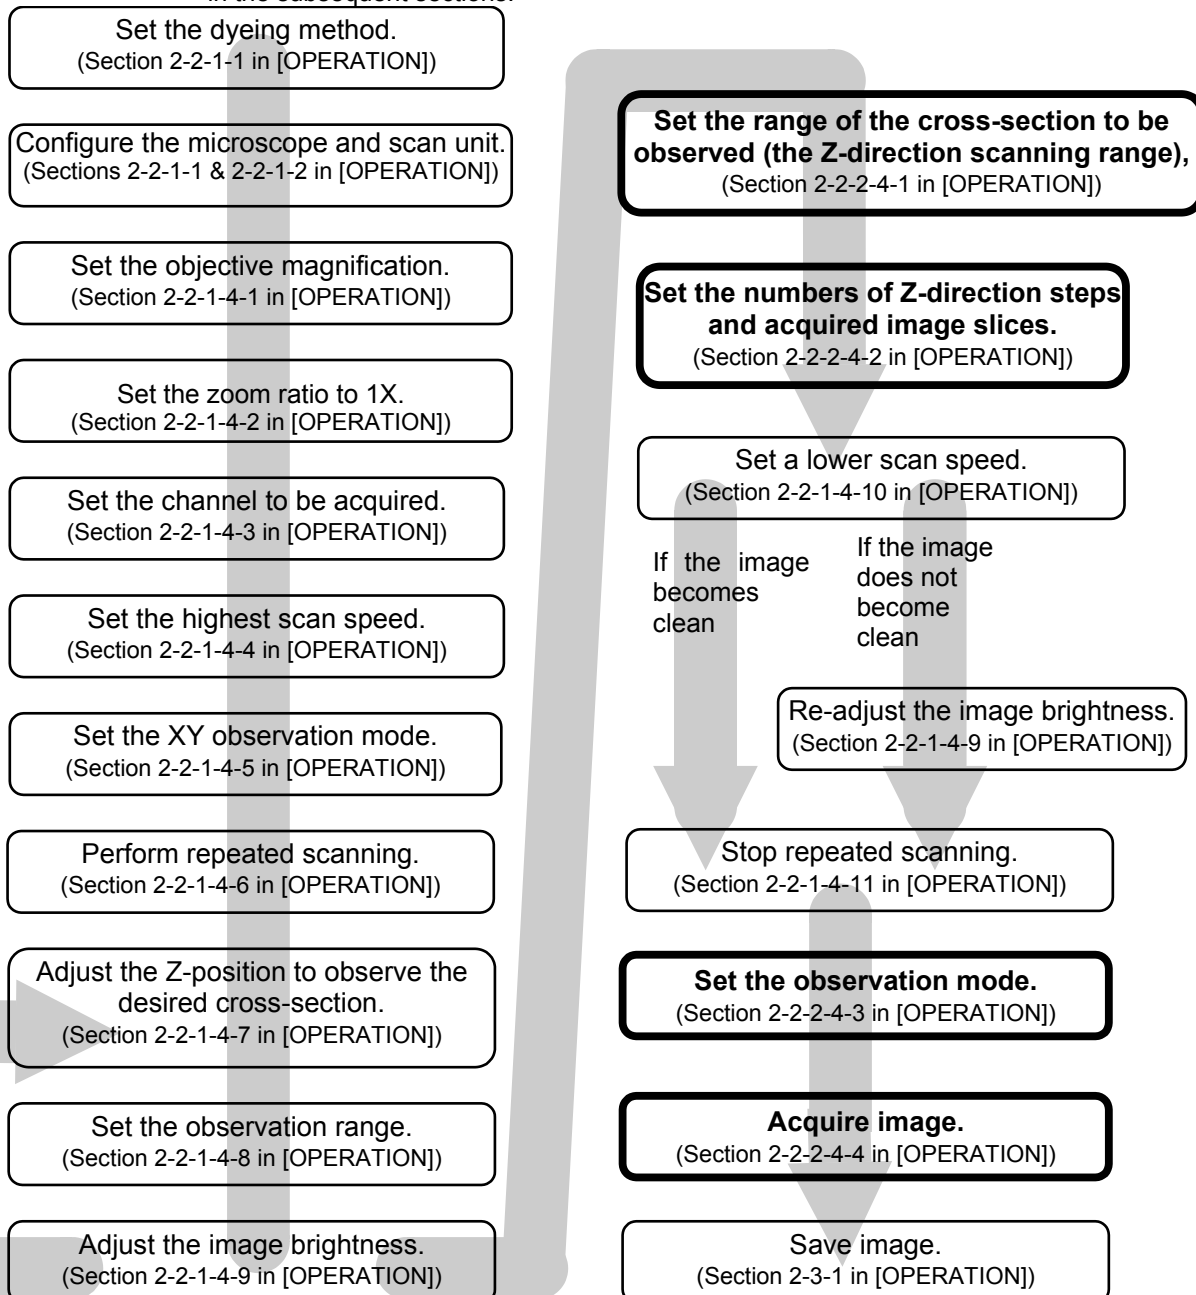 in the subsequent sections.
Set the dyeing method.
(Section 2-2-1-1 in [OPERATION])
Configure the microscope and scan unit.
(Sections 2-2-1-1 & 2-2-1-2 in [OPERATION])
Set the objective magnification.
(Section 2-2-1-4-1 in [OPERATION])
Set the zoom ratio to 1X.
(Section 2-2-1-4-2 in [OPERATION])
Set the channel to be acquired.
(Section 2-2-1-4-3 in [OPERATION])
Set the highest scan speed.
(Section 2-2-1-4-4 in [OPERATION])
Set the XY observation mode.
(Section 2-2-1-4-5 in [OPERATION])
Perform repeated scanning.
(Section 2-2-1-4-6 in [OPERATION])
Adjust the Z-position to observe the
desired cross-section.
(Section 2-2-1-4-7 in [OPERATION])
Set the observation range.
(Section 2-2-1-4-8 in [OPERATION])
Adjust the image brightness.
(Section 2-2-1-4-9 in [OPERATION])
Set the range of the cross-section to be
observed (the Z-direction scanning range),
(Section 2-2-2-4-1 in [OPERATION])
Set the numbers of Z-direction steps
and acquired image slices.
(Section 2-2-2-4-2 in [OPERATION])
Set a lower scan speed.
(Section 2-2-1-4-10 in [OPERATION])
If the image
becomes
clean
If the image
does not
become
clean
Re-adjust the image brightness.
(Section 2-2-1-4-9 in [OPERATION])
Stop repeated scanning.
(Section 2-2-1-4-11 in [OPERATION])
Set the observation mode.
(Section 2-2-2-4-3 in [OPERATION])
Acquire image.
(Section 2-2-2-4-4 in [OPERATION])
Save image.
(Section 2-3-1 in [OPERATION])